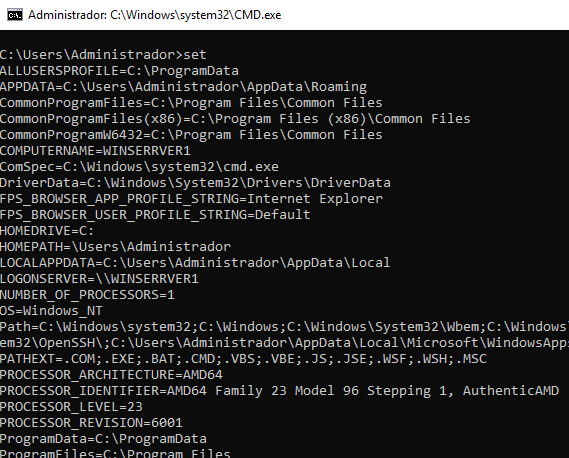 Administrador: C:\Windows\system32\CMD.exe
C:\Users\Administrador>set
ALLUSERSPROFILE=C:\ProgramData
APPDATA=C:\Users\Administrador\AppData\Roaming
CommonProgramFiles=C:\Program Files\Common Files
CommonProgramFiles(x86)=C:\Program Files (x86)\Common Files
CommonProgramW6432=C:\Program Files\Common Files
COMPUTERNAME=WINSERRVER1
ComSpec=C:\Windows\system32\cmd.exe
DriverData=C:\Windows\System32\Drivers\DriverData
FPS_BROWSER_APP_PROFILE_STRING=Internet Explorer
FPS_BROWSER_USER_PROFILE_STRING=Default
HOMEDRIVE=C:
HOMEPATH=\Users\Administrador
LOCALAPPDATA=C:\Users\Administrador\AppData\Local
LOGONSERVER=\\WINSERRVER1
NUMBER_OF_PROCESSORS=1
OS=Windows_NT
Path=C:\Windows\system32;C:\Windows;C:\Windows\System32\Wbem;C:\Windows
em32\OpenSSH\;C:\Users\Administrador\AppData\Local\Microsoft\WindowsApp
PATHEXT=.COM;.EXE;.BAT;.CMD;.VBS;.VBE;.JS;.JSE;.WSF;.WSH;.MSC
PROCESSOR_ARCHITECTURE=AMD64
PROCESSOR_IDENTIFIER=AMD64 Family 23 Model 96 Stepping 1, AuthenticAMD
PROCESSOR_LEVEL=23
PROCESSOR_REVISION=6001
ProgramData=C:\ProgramData
ProgramFiles=C:\Program Files